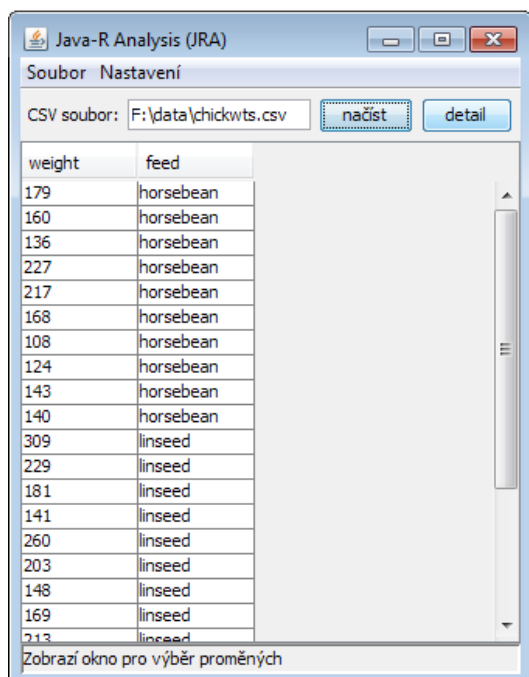 Java-R Analysis (JRA)
Soubor Nastavení
CSV soubor: F:\data\chickwts.csv načíst detail
weight feed
179 horsebean
160 horsebean
136 horsebean
227 horsebean
217 horsebean
168 horsebean
108 horsebean
124 horsebean
143 horsebean
140 horsebean
309 linseed
229 linseed
181 linseed
141 linseed
260 linseed
203 linseed
148 linseed
169 linseed
213 linseed
Zobrazí okno pro výběr proměných